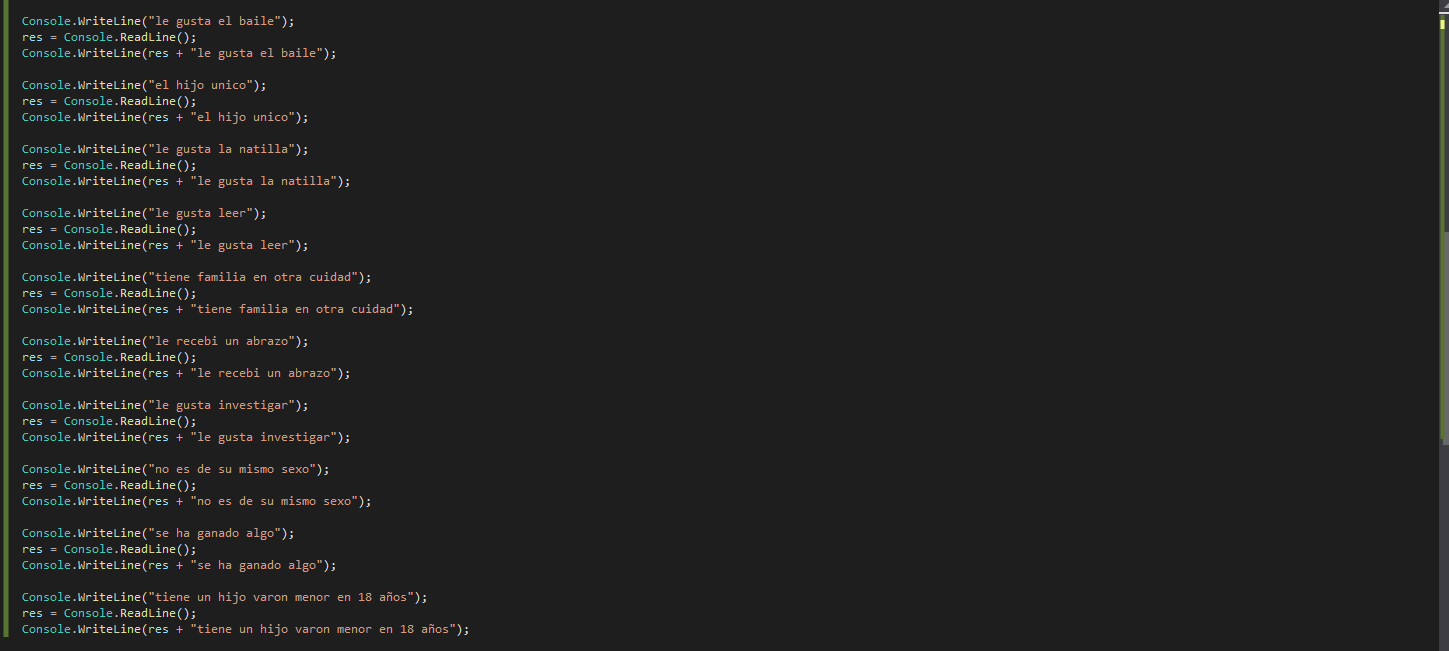 Console.WriteLine("le gusta el baile");
res = Console.ReadLine();
Console.WriteLine(res + "le gusta el baile");
Console.WriteLine("el hijo unico");
res = Console.ReadLine();
Console.WriteLine(res + "el hijo unico");
Console.WriteLine("le gusta la natilla");
res = Console.ReadLine();
Console.WriteLine(res + "le gusta la natilla");
Console.WriteLine("le gusta leer");
res = Console.ReadLine();
Console.WriteLine(res + "le gusta leer");
Console.WriteLine("tiene familia en otra cuidad");
res = Console.ReadLine();
Console.WriteLine(res + "tiene familia en otra cuidad");
Console.WriteLine("le recebi un abrazo");
res = Console.ReadLine();
Console.WriteLine(res + "le recebi un abrazo");
Console.WriteLine("le gusta investigar");
res = Console.ReadLine();
Console.WriteLine(res + "le gusta investigar");
Console.WriteLine("no es de su mismo sexo");
res = Console.ReadLine();
Console.WriteLine(res + "no es de su mismo sexo");
Console.WriteLine("se ha ganado algo");
res = Console.ReadLine();
Console.WriteLine(res + "se ha ganado algo");
Console.WriteLine("tiene un hijo varon menor en 18 años");
res = Console.ReadLine();
Console.WriteLine(res + "tiene un hijo varon menor en 18 años");